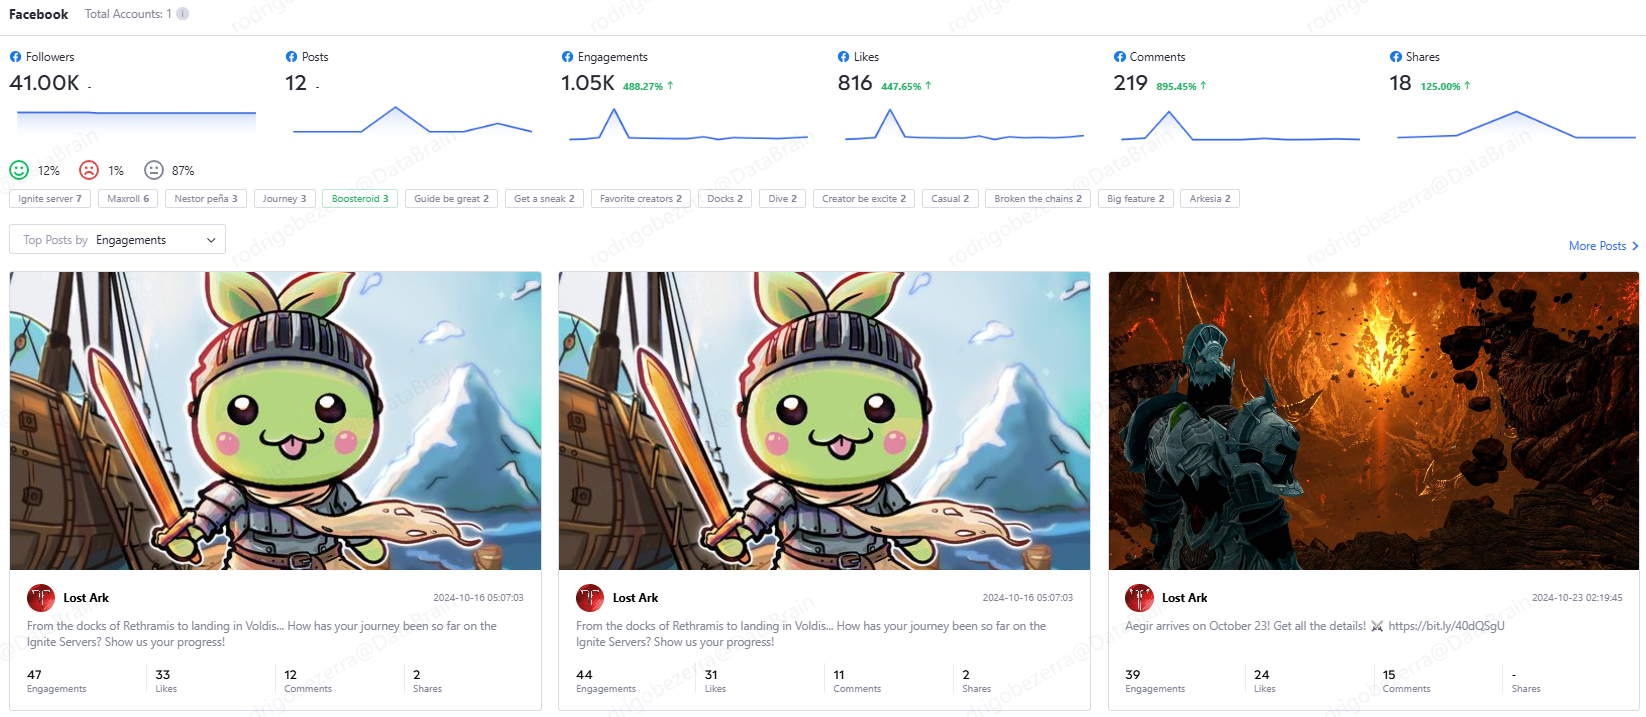 Facebook Total Accounts: 1
Followers
41.00K -
Posts
12 -
Engagements
1.05K 488.27% ↑
Likes
816 447.65% ↑
Comments
219 895.45% ↑
Shares
18 125.00% ↑
12% 1% 87%
Ignite server 7 Maxroll 6 Nestor peña 3 Journey 3 Boosteroid 3 Guide be great 2 Get a sneak 2 Favorite creators 2 Docks 2 Dive 2 Creator be excite 2 Casual 2 Broken the chains 2 Big feature 2 Arkesia 2
Top Posts by Engagements
More Posts
Lost Ark 2024-10-16 05:07:03
From the docks of Rethramis to landing in Voldis... How has your journey been so far on the
Ignite Servers? Show us your progress!
47 33 12 2
Engagements Likes Comments Shares
Lost Ark 2024-10-16 05:07:03
From the docks of Rethramis to landing in Voldis... How has your journey been so far on the
Ignite Servers? Show us your progress!
44 31 11 2
Engagements Likes Comments Shares
Lost Ark 2024-10-23 02:19:45
Aegir arrives on October 23! Get all the details! ⚔ https://bit.ly/40dQSgU
39 24 15 -
Engagements Likes Comments Shares
rodrigobezerra@DataBrain